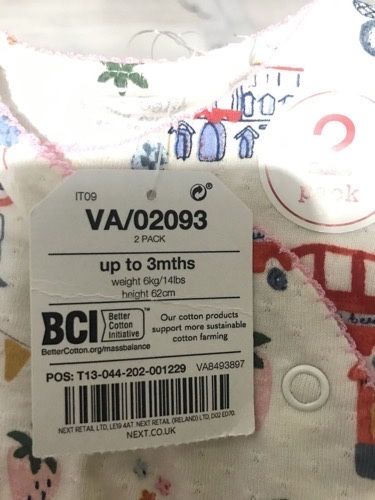 2
pack
IT09
VA/02093
2 PACK
up to 3mths
weight 6kg/14lbs
height 62cm
BCI Better Cotton Initiative™
BetterCotton.org/massbalance
Our cotton products
support more sustainable
cotton farming
POS: T13-044-202-001229 VA8493897
NEXT RETAIL LTD, LE19 4AT NEXT RETAIL (IRELAND) LTD, D02 ED70.
NEXT.CO.UK